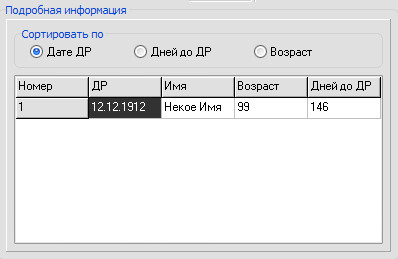 Подробная информация
Сортировать по
Дате ДР Дней до ДР Возраст
Номер ДР Имя Возраст Дней до ДР
1 12.12.1912 Некое Имя 99 146